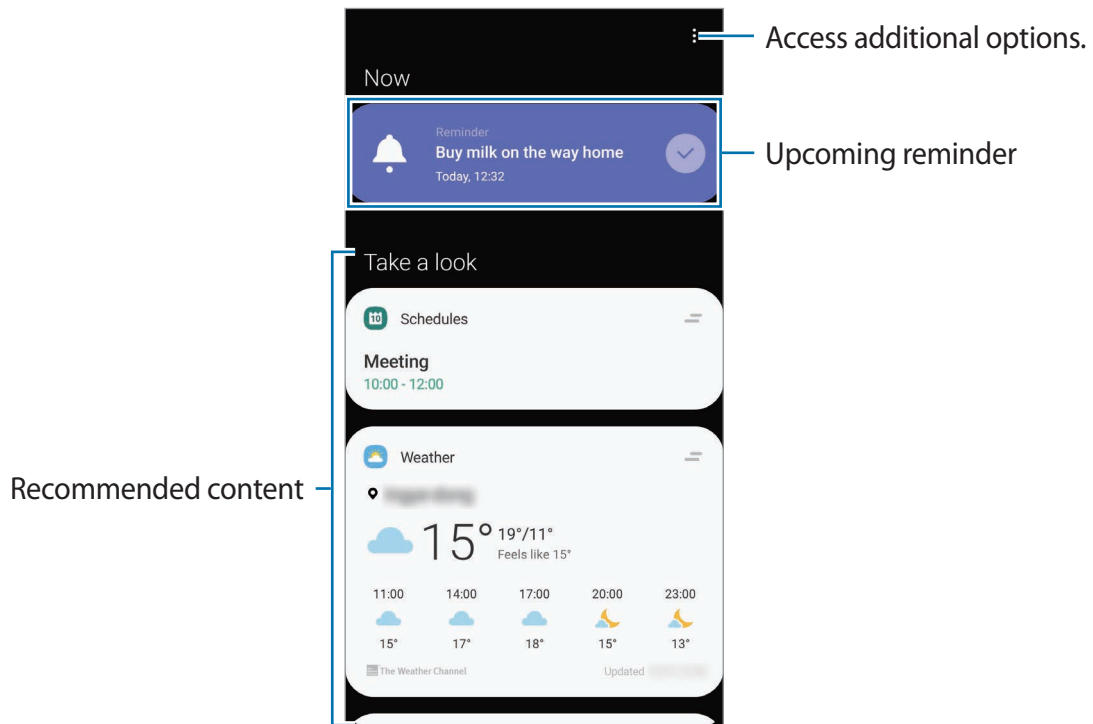 Access additional options.
Now
Reminder
Buy milk on the way home
Today, 12:32
Upcoming reminder
Take a look
10
Schedules
Meeting
10:00 - 12:00
Weather
Recommended content
15° 19°/11°
Feels like 15°
11:00 14:00 17:00 20:00 23:00
15° 17° 18° 15° 13°
The Weather Channel Updated